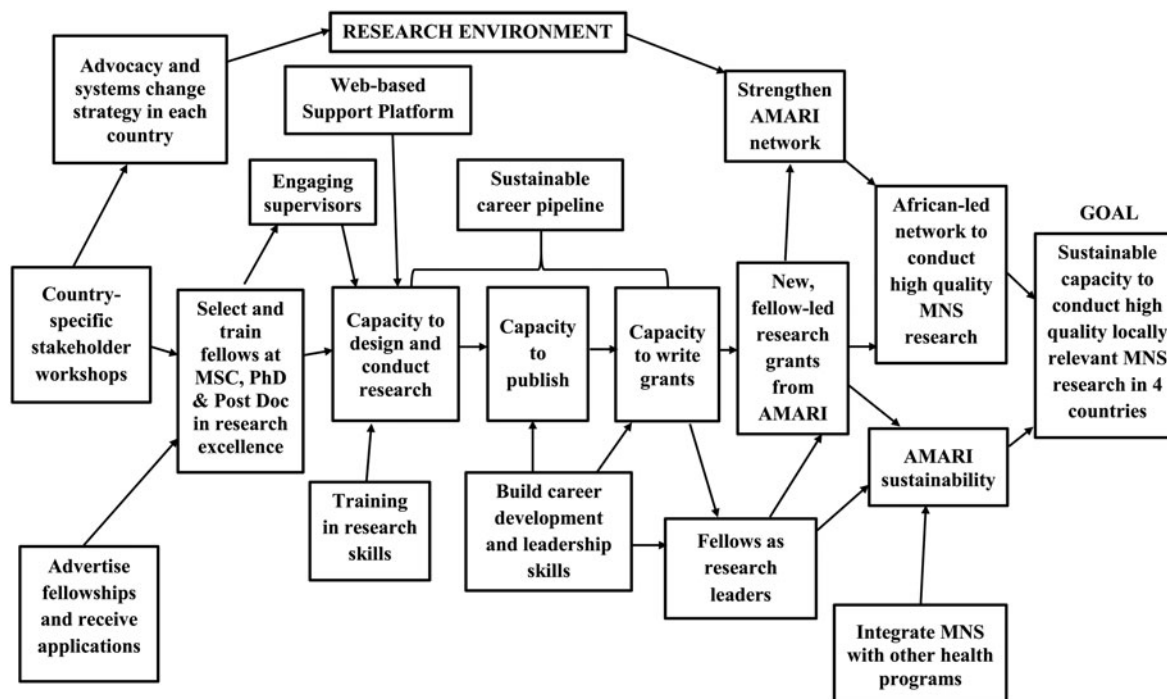 RESEARCH ENVIRONMENT
Advocacy and
systems change
strategy in each
country
Web-based
Support Platform
Strengthen
AMARI
network
Engaging
supervisors
Sustainable
career pipeline
African-led
network to
conduct
high quality
MNS
research
GOAL
Sustainable
capacity to
conduct high
quality locally
relevant MNS
research in 4
countries
Country-
specific
stakeholder
workshops
Select and
train
fellows at
MSC, PhD
& Post Doc
in research
excellence
Capacity to
design and
conduct
research
Capacity
to
publish
Capacity
to write
grants
New,
fellow-led
research
grants
from
AMARI
AMARI
sustainability
Training
in research
skills
Build career
development
and leadership
skills
Fellows as
research
leaders
Advertise
fellowships
and receive
applications
Integrate MNS
with other health
programs